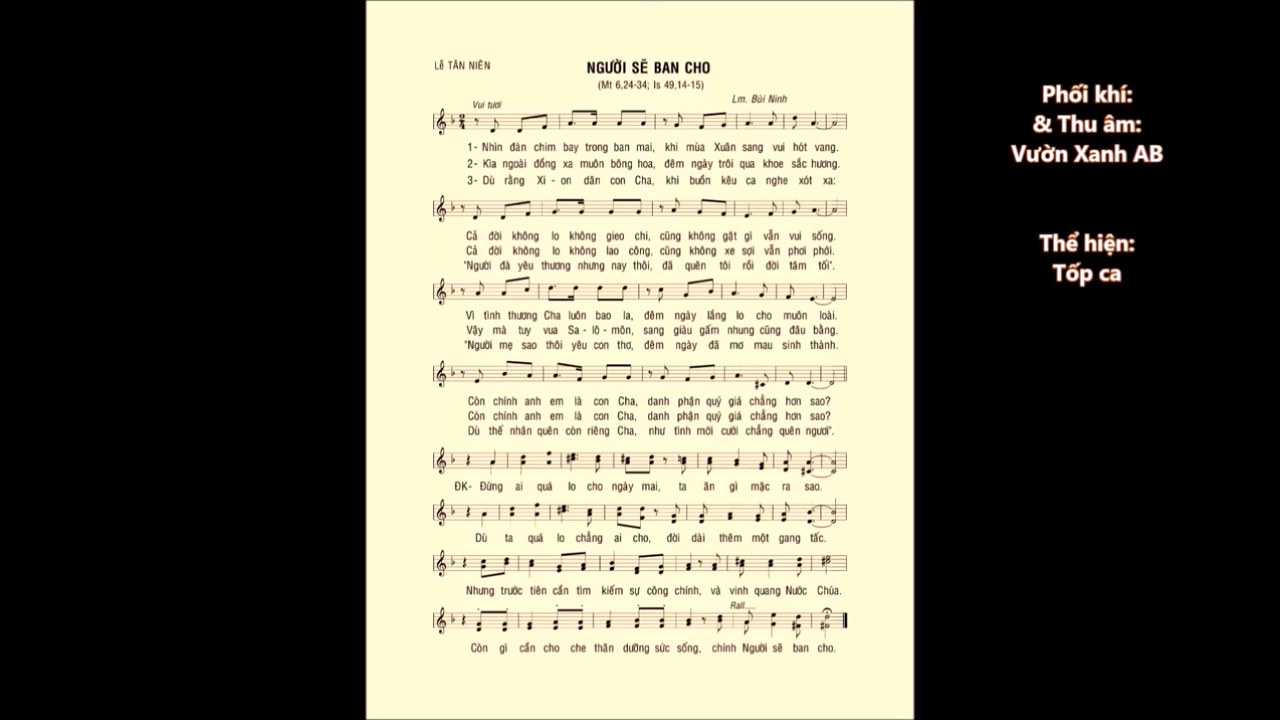 Lễ TÂN NIÊN
NGƯỜI SẼ BAN CHO
(Mt 6,24-34; Is 49,14-15)
Vui tươi
Lm. Bùi Ninh
1- Nhìn đàn chim bay trong ban mai, khi mùa Xuân sang vui hót vang.
2- Kìa ngoài đồng xa muôn bông hoa, đêm ngày trôi qua khoe sắc hương.
3- Dù rằng Xi - on dân con Cha, khi buồn kêu ca nghe xót xa:
Cả đời không lo không gieo chi, cũng không gặt gì vẫn vui sống.
Cả đời không lo không lao công, cũng không xe sợi vẫn phơi phới.
"Người đà yêu thương nhưng nay thôi, đã quên tôi rồi đời tăm tối".
Vì tình thương Cha luôn bao la, đêm ngày lắng lo cho muôn loài.
Vậy mà tuy vua Sa - lô - môn, sang giàu gấm nhung cũng đâu bằng.
"Người mẹ sao thôi yêu con thơ, đêm ngày đã mơ mau sinh thành.
Còn chính anh em là con Cha, danh phận quý giá chẳng hơn sao?
Còn chính anh em là con Cha, danh phận quý giá chẳng hơn sao?
Dù thế nhân quên còn riêng Cha, như tình mới cưới chẳng quên ngươi".
ĐK- Đừng ai quá lo cho ngày mai, ta ăn gì mặc ra sao.
Dù ta quá lo chẳng ai cho, đời dài thêm một gang tấc.
Nhưng trước tiên cần tìm kiếm sự công chính, và vinh quang Nước Chúa.
Rall
Còn gì cần cho che thân dưỡng sức sống, chính Người sẽ ban cho.
Phối khí:
& Thu âm:
Vườn Xanh AB
Thể hiện:
Tốp ca